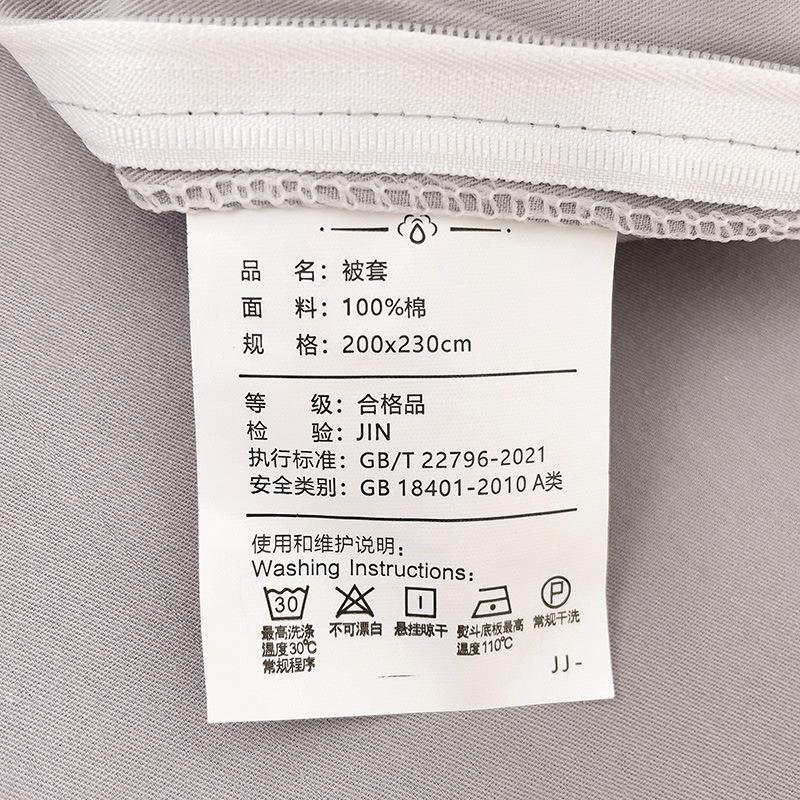 品 名：被套
面 料：100%棉
规 格：200x230cm
等 级：合格品
检 验：JIN
执行标准：GB/T 22796-2021
安全类别：GB 18401-2010 A类
使用和维护说明：
Washing Instructions：
30 P
最高洗涤 不可漂白 悬挂晾干 熨斗底板最高 常规干洗
温度30℃ 温度110℃
常规程序
JJ-